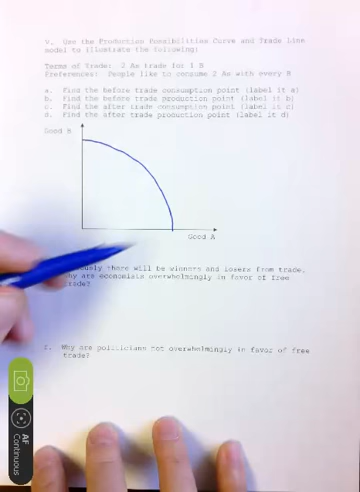 V. Use the Production Possibilities Curve and Trade Line
model to illustrate the following:
Terms of Trade: 2 As trade for 1 B
Preferences: People like to consume 2 As with every B
a. Find the before trade consumption point (label it a)
b. Find the before trade production point (label it b)
c. Find the after trade consumption point (label it c)
d. Find the after trade production point (label it d)
Good B
Good A
there will be winners and losers from trade.
why are economists overwhelmingly in favor of free
trade?
f. Why are politicians not overwhelmingly in favor of free
trade?
AF
Continuous